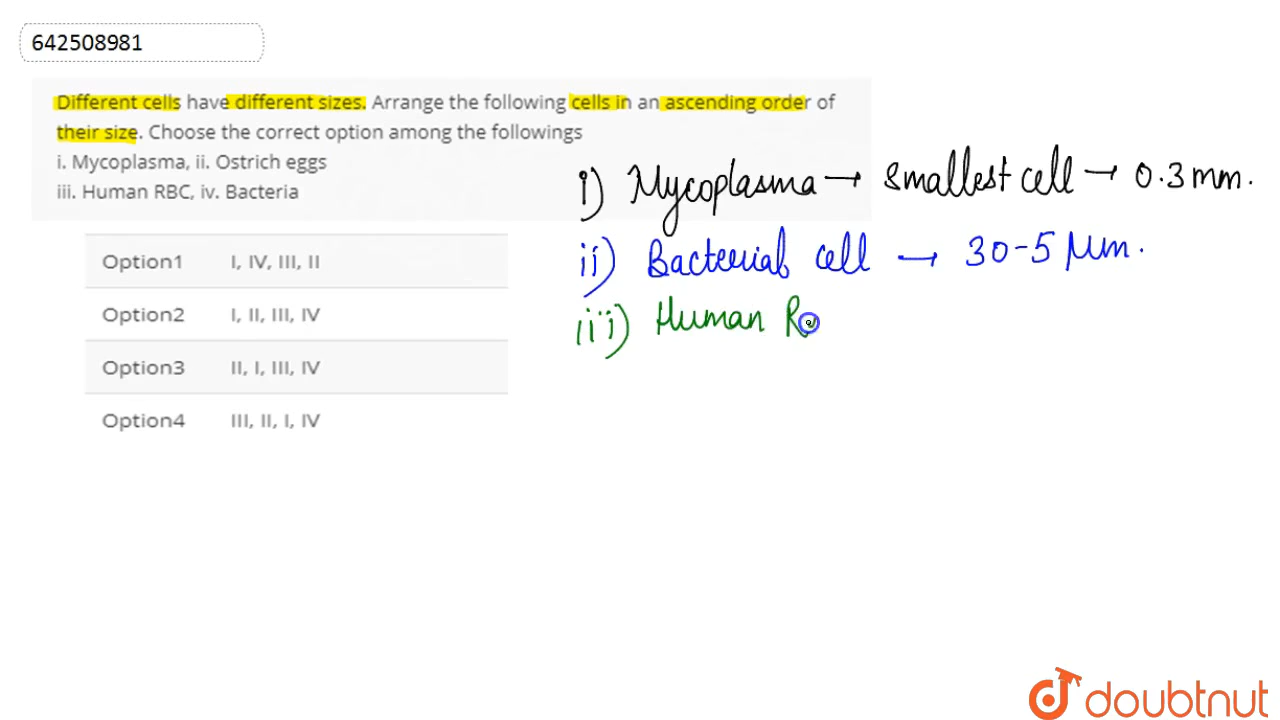 642508981
Different cells have different sizes. Arrange the following cells in an ascending order of
their size. Choose the correct option among the followings
i. Mycoplasma, ii. Ostrich eggs
iii. Human RBC, iv. Bacteria
Option1 I, IV, III, II
Option2 I, II, III, IV
Option3 II, I, III, IV
Option4 III, II, I, IV
i) Mycoplasma → Smallest cell → 0.3 mm.
ii) Bacterial cell → 30-5 μm.
iii) Human R
doubtnut